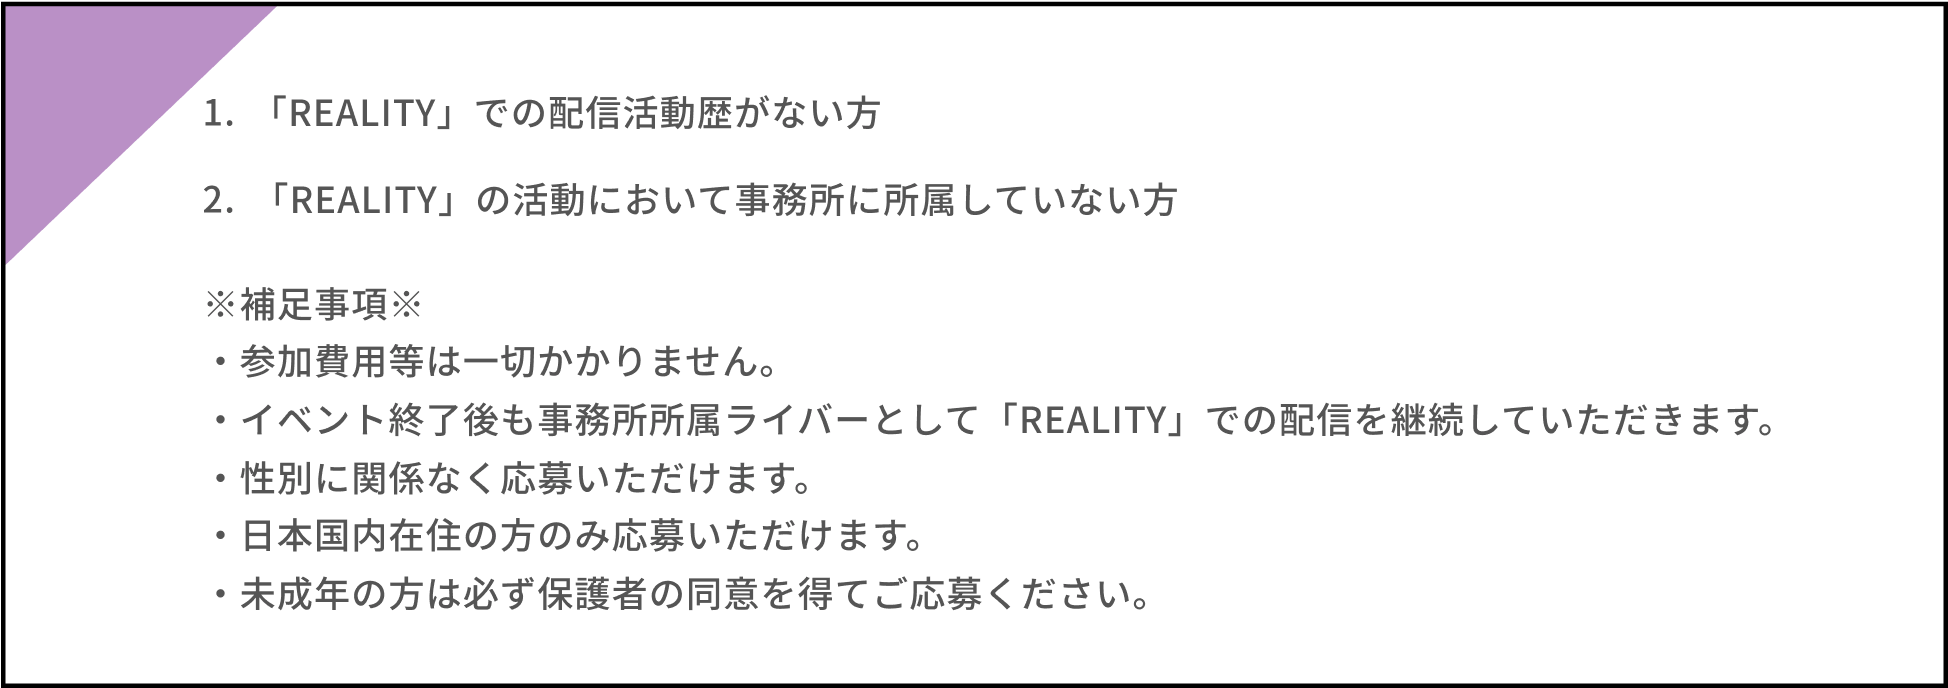 1. 「REALITY」での配信活動歴がない方
2. 「REALITY」の活動において事務所に所属していない方
※補足事項※
・参加費用等は一切かかりません。
・イベント終了後も事務所所属ライバーとして「REALITY」での配信を継続していただきます。
・性別に関係なく応募いただけます。
・日本国内在住の方のみ応募いただけます。
・未成年の方は必ず保護者の同意を得てご応募ください。